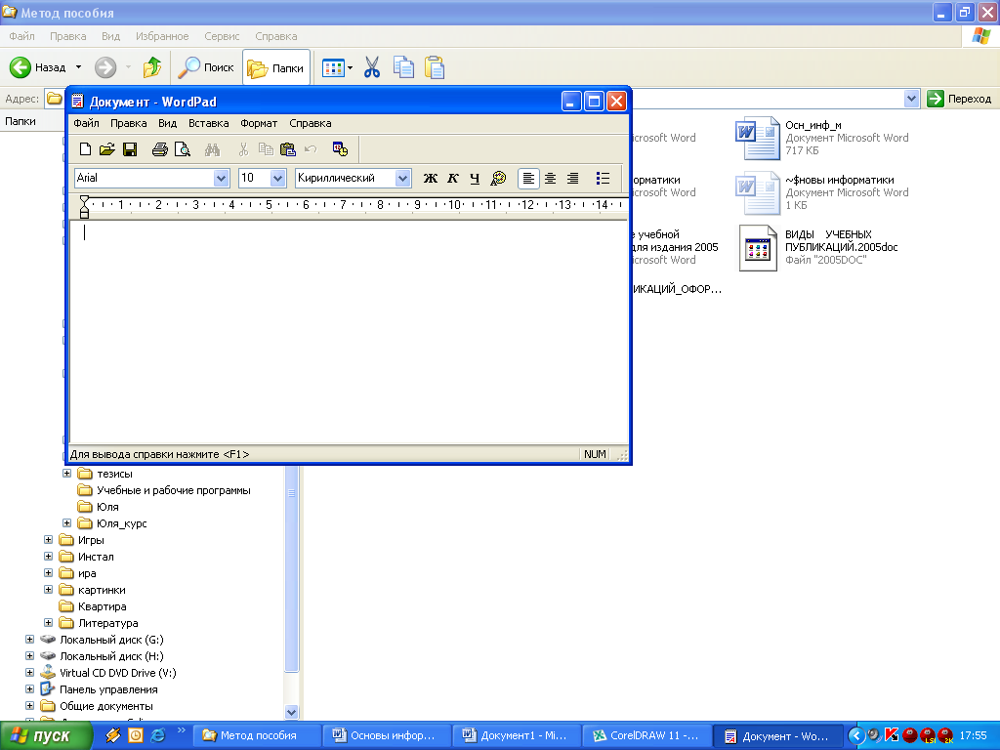 Метод пособия
Файл Правка Вид Избранное Сервис Справка
Назад Поиск Папки
Адрес: Переход
Папки
Документ - WordPad
Файл Правка Вид Вставка Формат Справка
Arial 10 Кириллический Ж К Ч
1 2 3 4 5 6 7 8 9 10 11 12 13 14
Для вывода справки нажмите <F1> NUM
icrosoft Word
орматики
icrosoft Word
е учебной
для издания 2005
icrosoft Word
ИКАЦИЙ_ОФОР...
Осн_инф_м
Документ Microsoft Word
717 КБ
~$новы информатики
Документ Microsoft Word
1 КБ
ВИДЫ УЧЕБНЫХ
ПУБЛИКАЦИЙ.2005doc
Файл "2005DOC"
тезисы
Учебные и рабочие программы
Юля
Юля_курс
Игры
Инстал
ира
картинки
Квартира
Литература
Локальный диск (G:)
Локальный диск (H:)
Virtual CD DVD Drive (V:)
Панель управления
Общие документы
пуск » Метод пособия Основы инфор... Документ1 - Mi... CorelDRAW 11 -... Документ - Wo... LS 2K 17:55